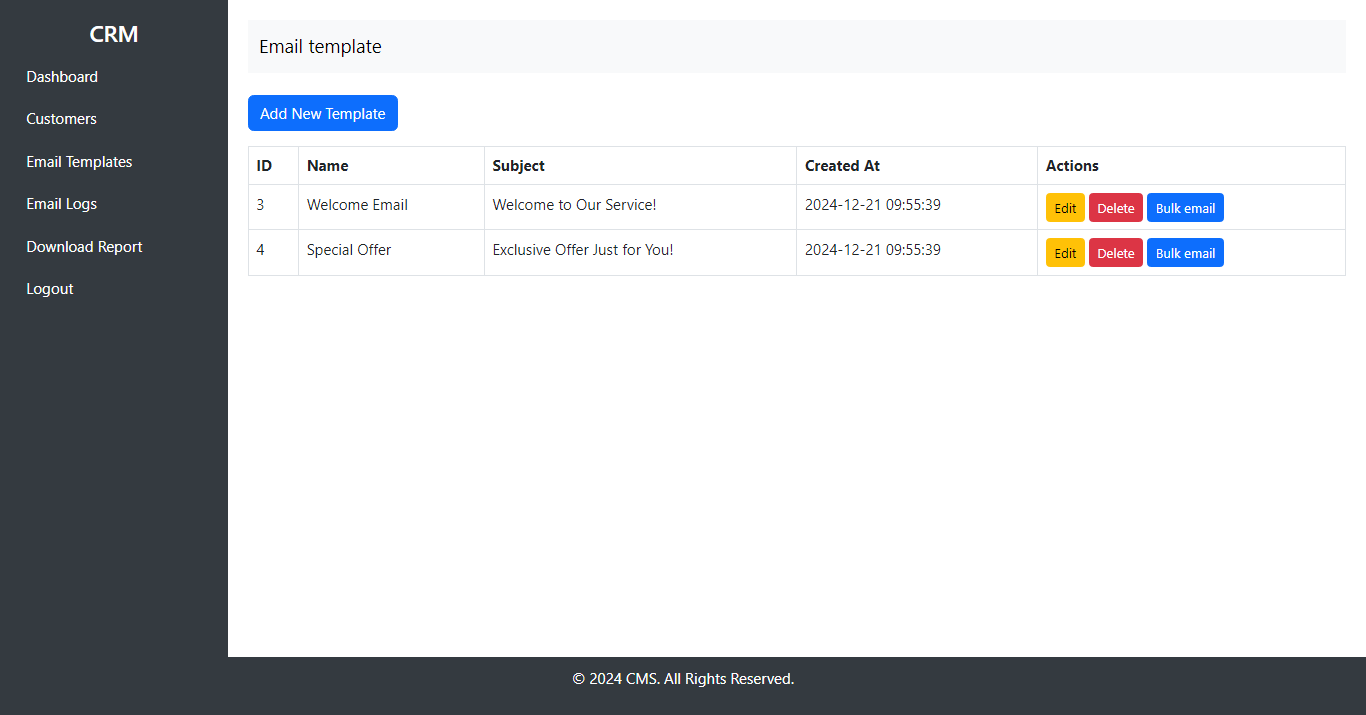 CRM
Dashboard
Customers
Email Templates
Email Logs
Download Report
Logout
Email template
Add New Template
ID Name Subject Created At Actions
3 Welcome Email Welcome to Our Service! 2024-12-21 09:55:39 Edit Delete Bulk email
4 Special Offer Exclusive Offer Just for You! 2024-12-21 09:55:39 Edit Delete Bulk email
© 2024 CMS. All Rights Reserved.